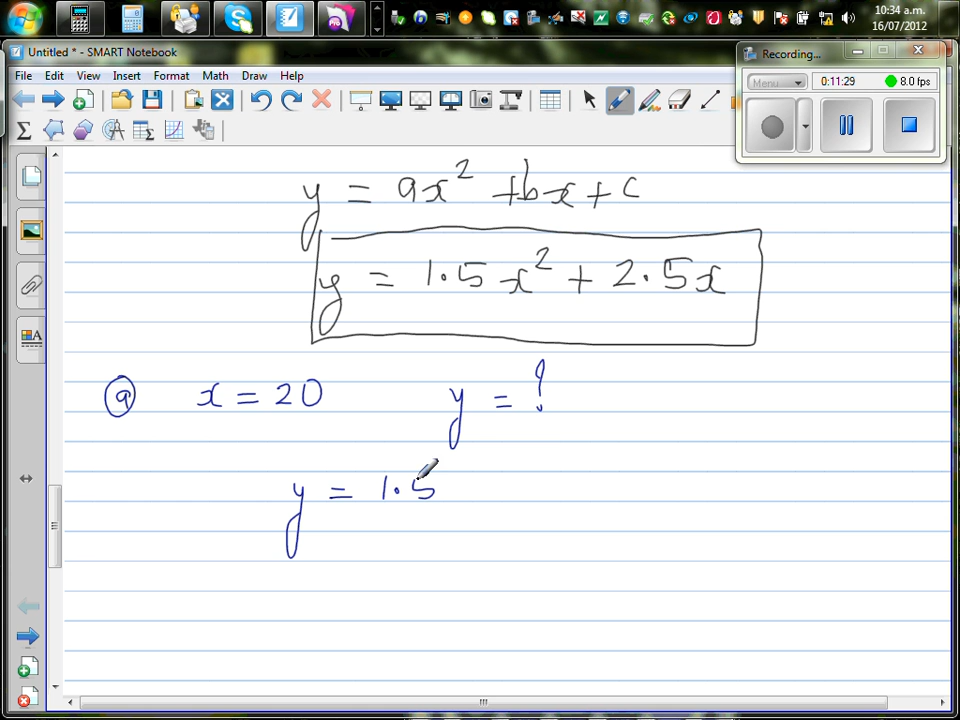 10:34 a.m.
16/07/2012
Untitled * - SMART Notebook
File Edit View Insert Format Math Draw Help
Recording...
Menu 0:11:29 8.0 fps
y = ax² + bx + c
y = 1.5x² + 2.5x
ⓐ x = 20 y = ?
y = 1.5